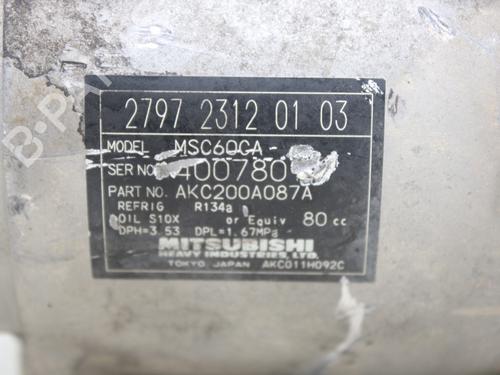 2797 2312 01 03
MODEL MSC60CA
SER NO. 400780
PART NO. AKC200A087A
REFRIG R134a
OIL S10X or Equiv 80 cc
DPH=3.53 DPL=1.67MPa
MITSUBISHI
HEAVY INDUSTRIES, LTD.
TOKYO JAPAN AKC011H092C
B-PARTS